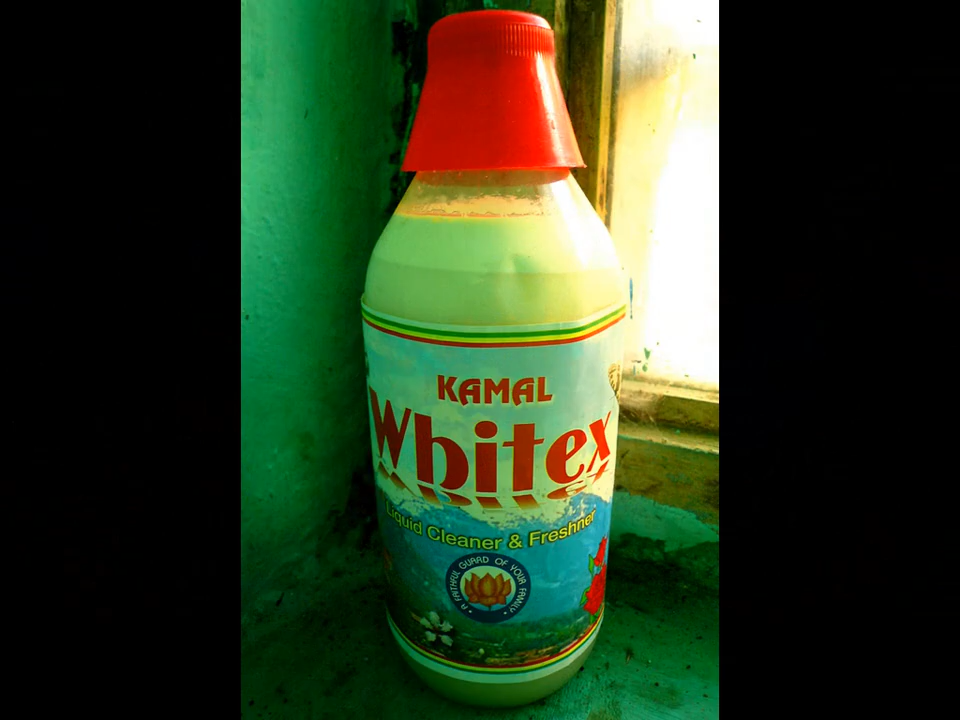 KAMAL
Whitex
Liquid Cleaner & Freshner
• A FAITHFUL GUARD OF YOUR FAMILY •